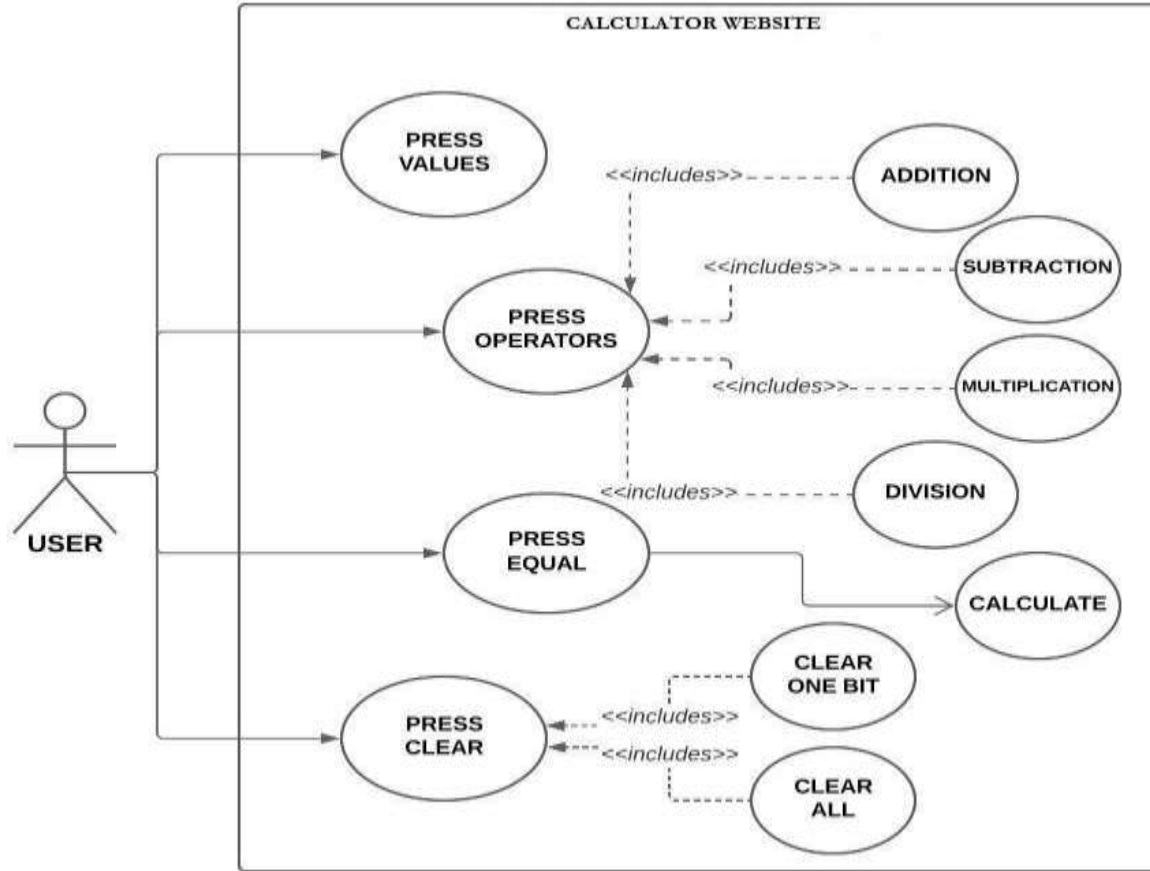 CALCULATOR WEBSITE
PRESS
VALUES
<<includes>>
ADDITION
<<includes>>
SUBTRACTION
PRESS
OPERATORS
<<includes>>
MULTIPLICATION
<<includes>>
DIVISION
USER
PRESS
EQUAL
CALCULATE
CLEAR
ONE BIT
<<includes>>
PRESS
CLEAR
<<includes>>
CLEAR
ALL